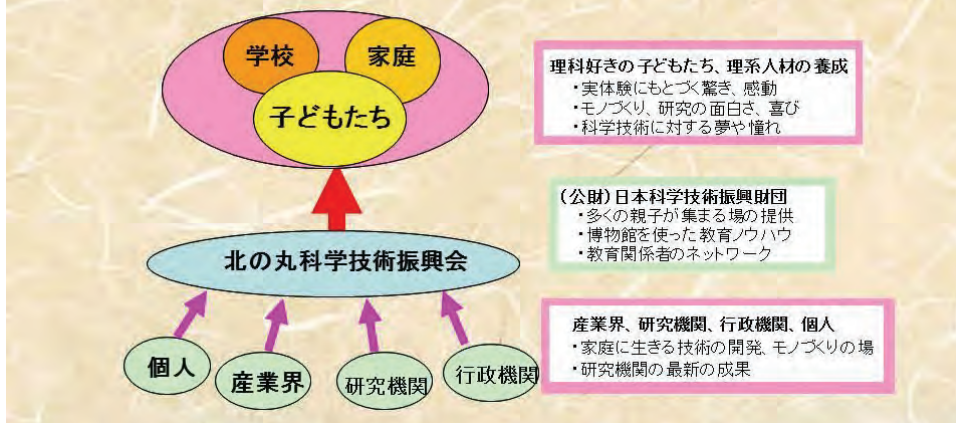 学校
家庭
子どもたち
北の丸科学技術振興会
個人
産業界
研究機関
行政機関
理科好きの子どもたち、理系人材の養成
・実体験にもとづく驚き、感動
・モノづくり、研究の面白さ、喜び
・科学技術に対する夢や憧れ
(公財)日本科学技術振興財団
・多くの親子が集まる場の提供
・博物館を使った教育ノウハウ
・教育関係者のネットワーク
産業界、研究機関、行政機関、個人
・家庭に生きる技術の開発、モノづくりの場
・研究機関の最新の成果